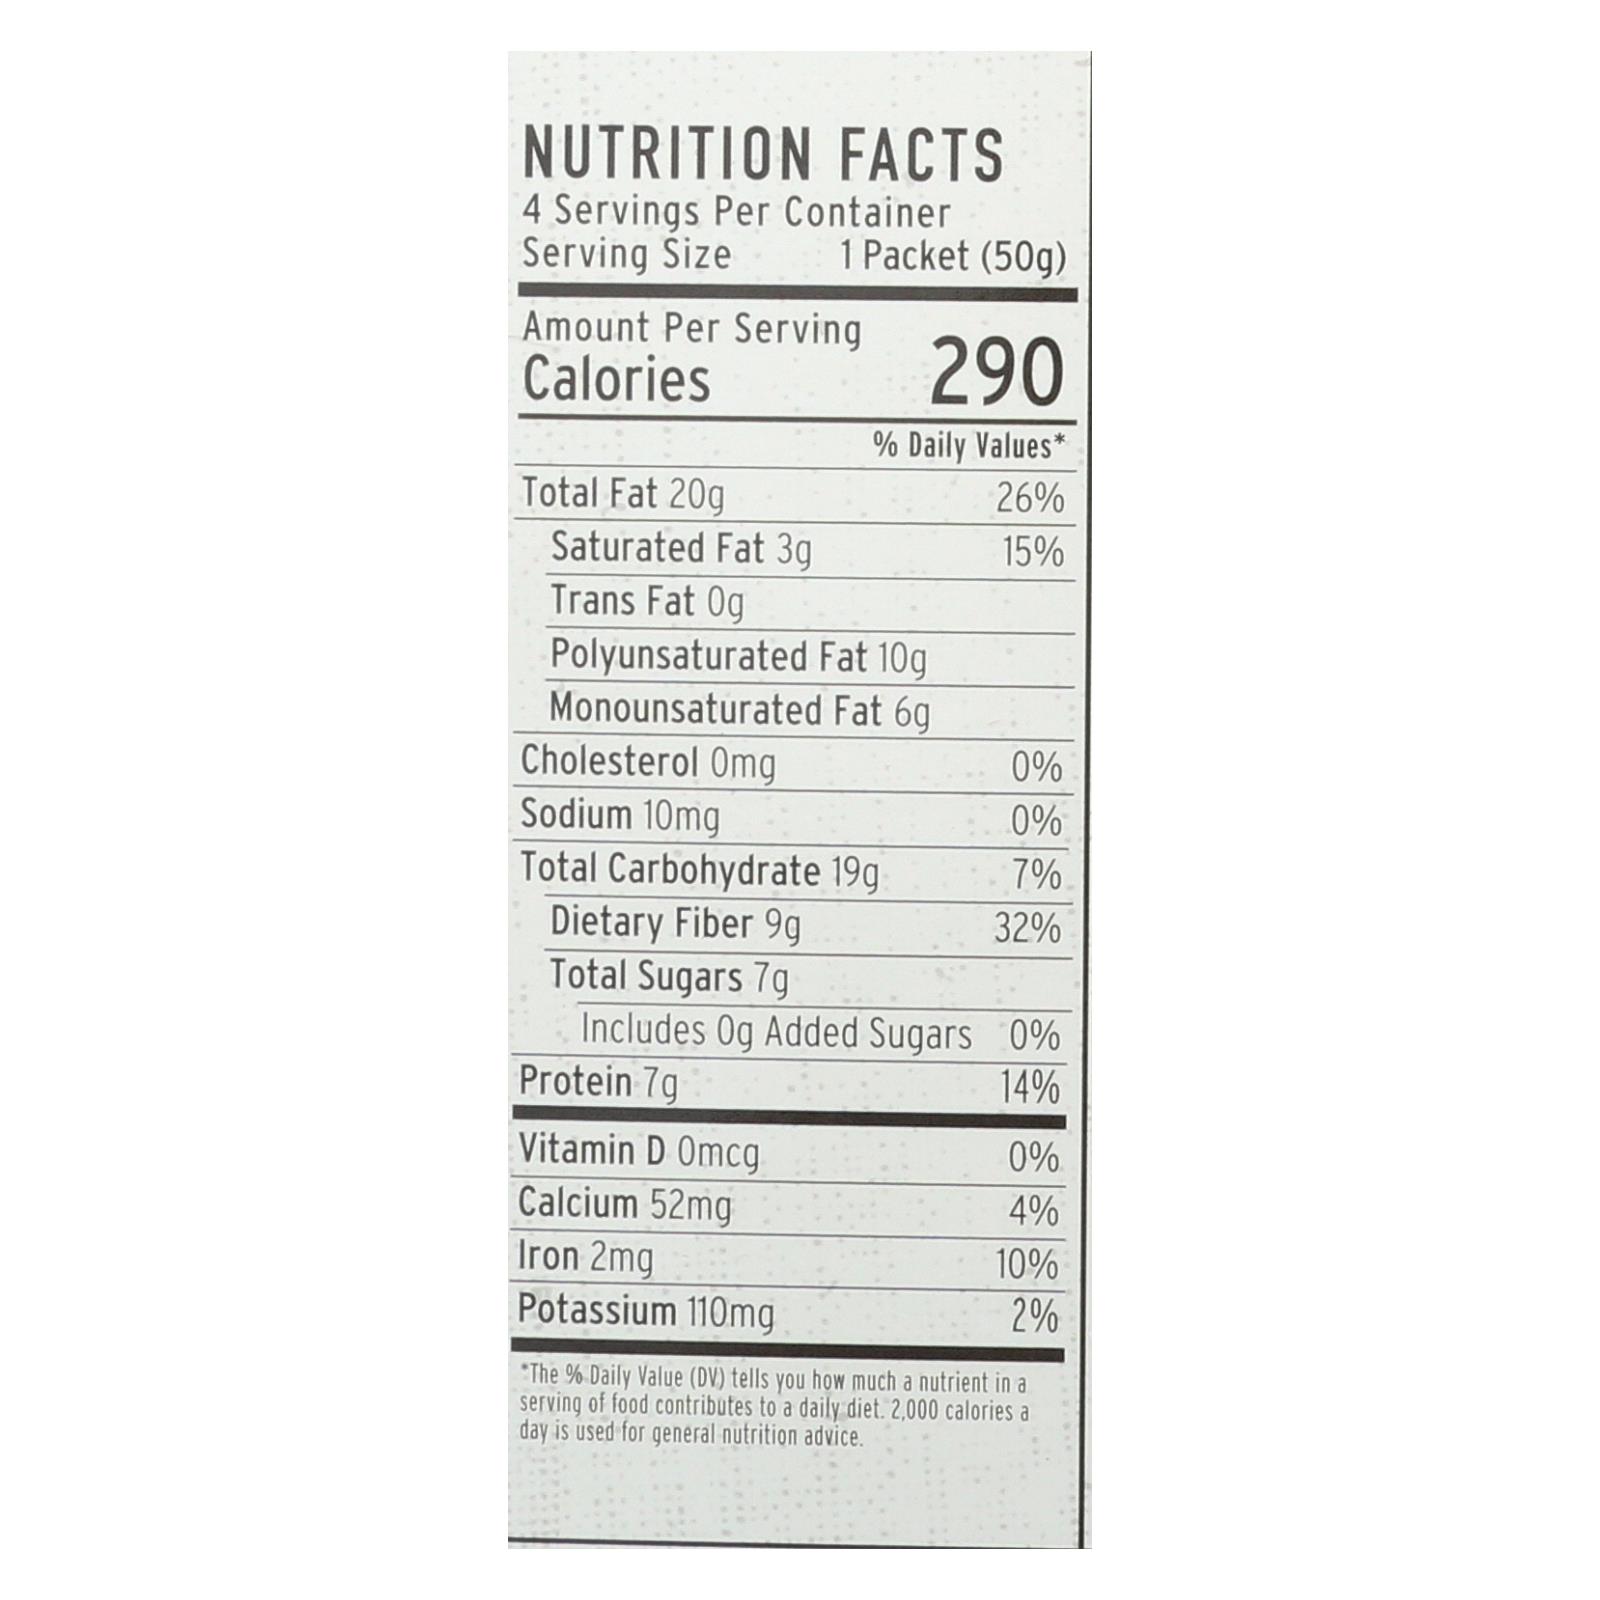 NUTRITION FACTS
4 Servings Per Container
Serving Size 1 Packet (50g)
Amount Per Serving
Calories 290
% Daily Values*
Total Fat 20g 26%
Saturated Fat 3g 15%
Trans Fat 0g
Polyunsaturated Fat 10g
Monounsaturated Fat 6g
Cholesterol 0mg 0%
Sodium 10mg 0%
Total Carbohydrate 19g 7%
Dietary Fiber 9g 32%
Total Sugars 7g
Includes 0g Added Sugars 0%
Protein 7g 14%
Vitamin D 0mcg 0%
Calcium 52mg 4%
Iron 2mg 10%
Potassium 110mg 2%
*The % Daily Value (DV) tells you how much a nutrient in a
serving of food contributes to a daily diet. 2,000 calories a
day is used for general nutrition advice.